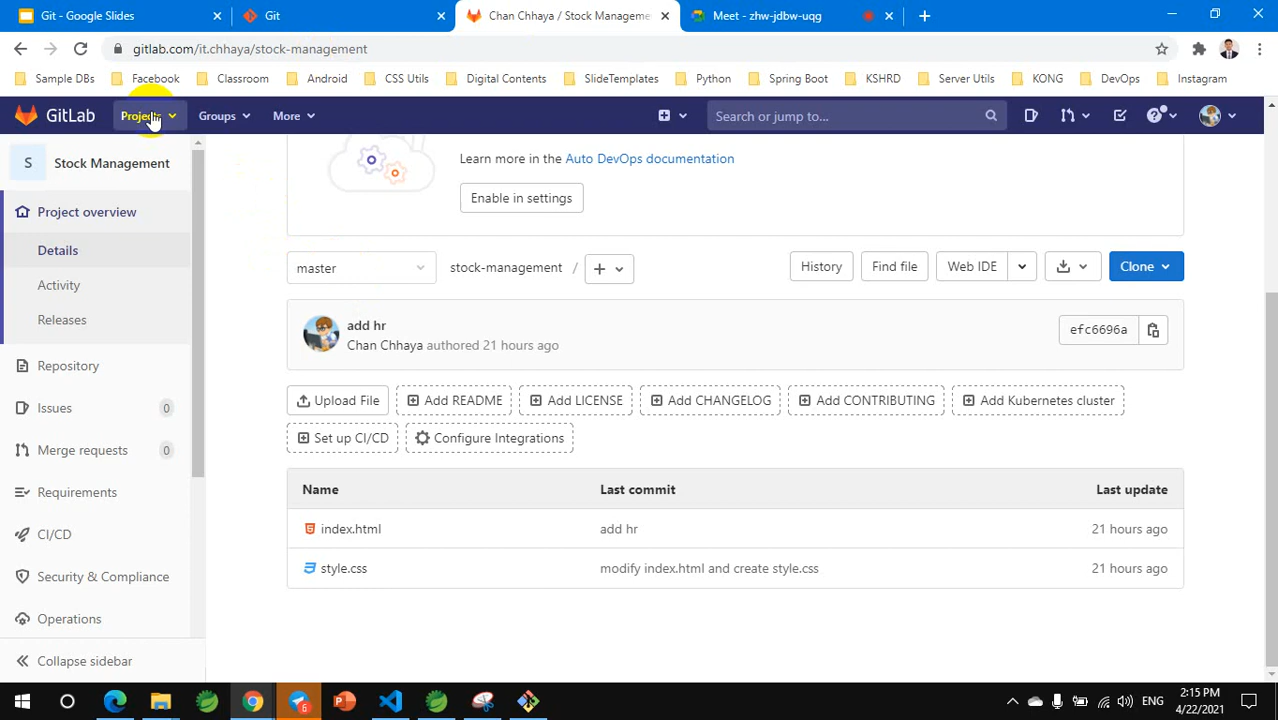 Git - Google Slides
Git
Chan Chhaya / Stock Manageme
Meet - zhw-jdbw-uqg
gitlab.com/it.chhaya/stock-management
Sample DBs
Facebook
Classroom
Android
CSS Utils
Digital Contents
SlideTemplates
Python
Spring Boot
KSHRD
Server Utils
KONG
DevOps
Instagram
GitLab
Projects
Groups
More
Search or jump to...
S
Stock Management
Project overview
Details
Activity
Releases
Repository
Issues
0
Merge requests
0
Requirements
CI/CD
Security & Compliance
Operations
Collapse sidebar
Learn more in the Auto DevOps documentation
Enable in settings
master
stock-management /
History
Find file
Web IDE
Clone
add hr
Chan Chhaya authored 21 hours ago
efc6696a
Upload File
Add README
Add LICENSE
Add CHANGELOG
Add CONTRIBUTING
Add Kubernetes cluster
Set up CI/CD
Configure Integrations
Name
Last commit
Last update
index.html
add hr
21 hours ago
style.css
modify index.html and create style.css
21 hours ago
ENG
2:15 PM
4/22/2021